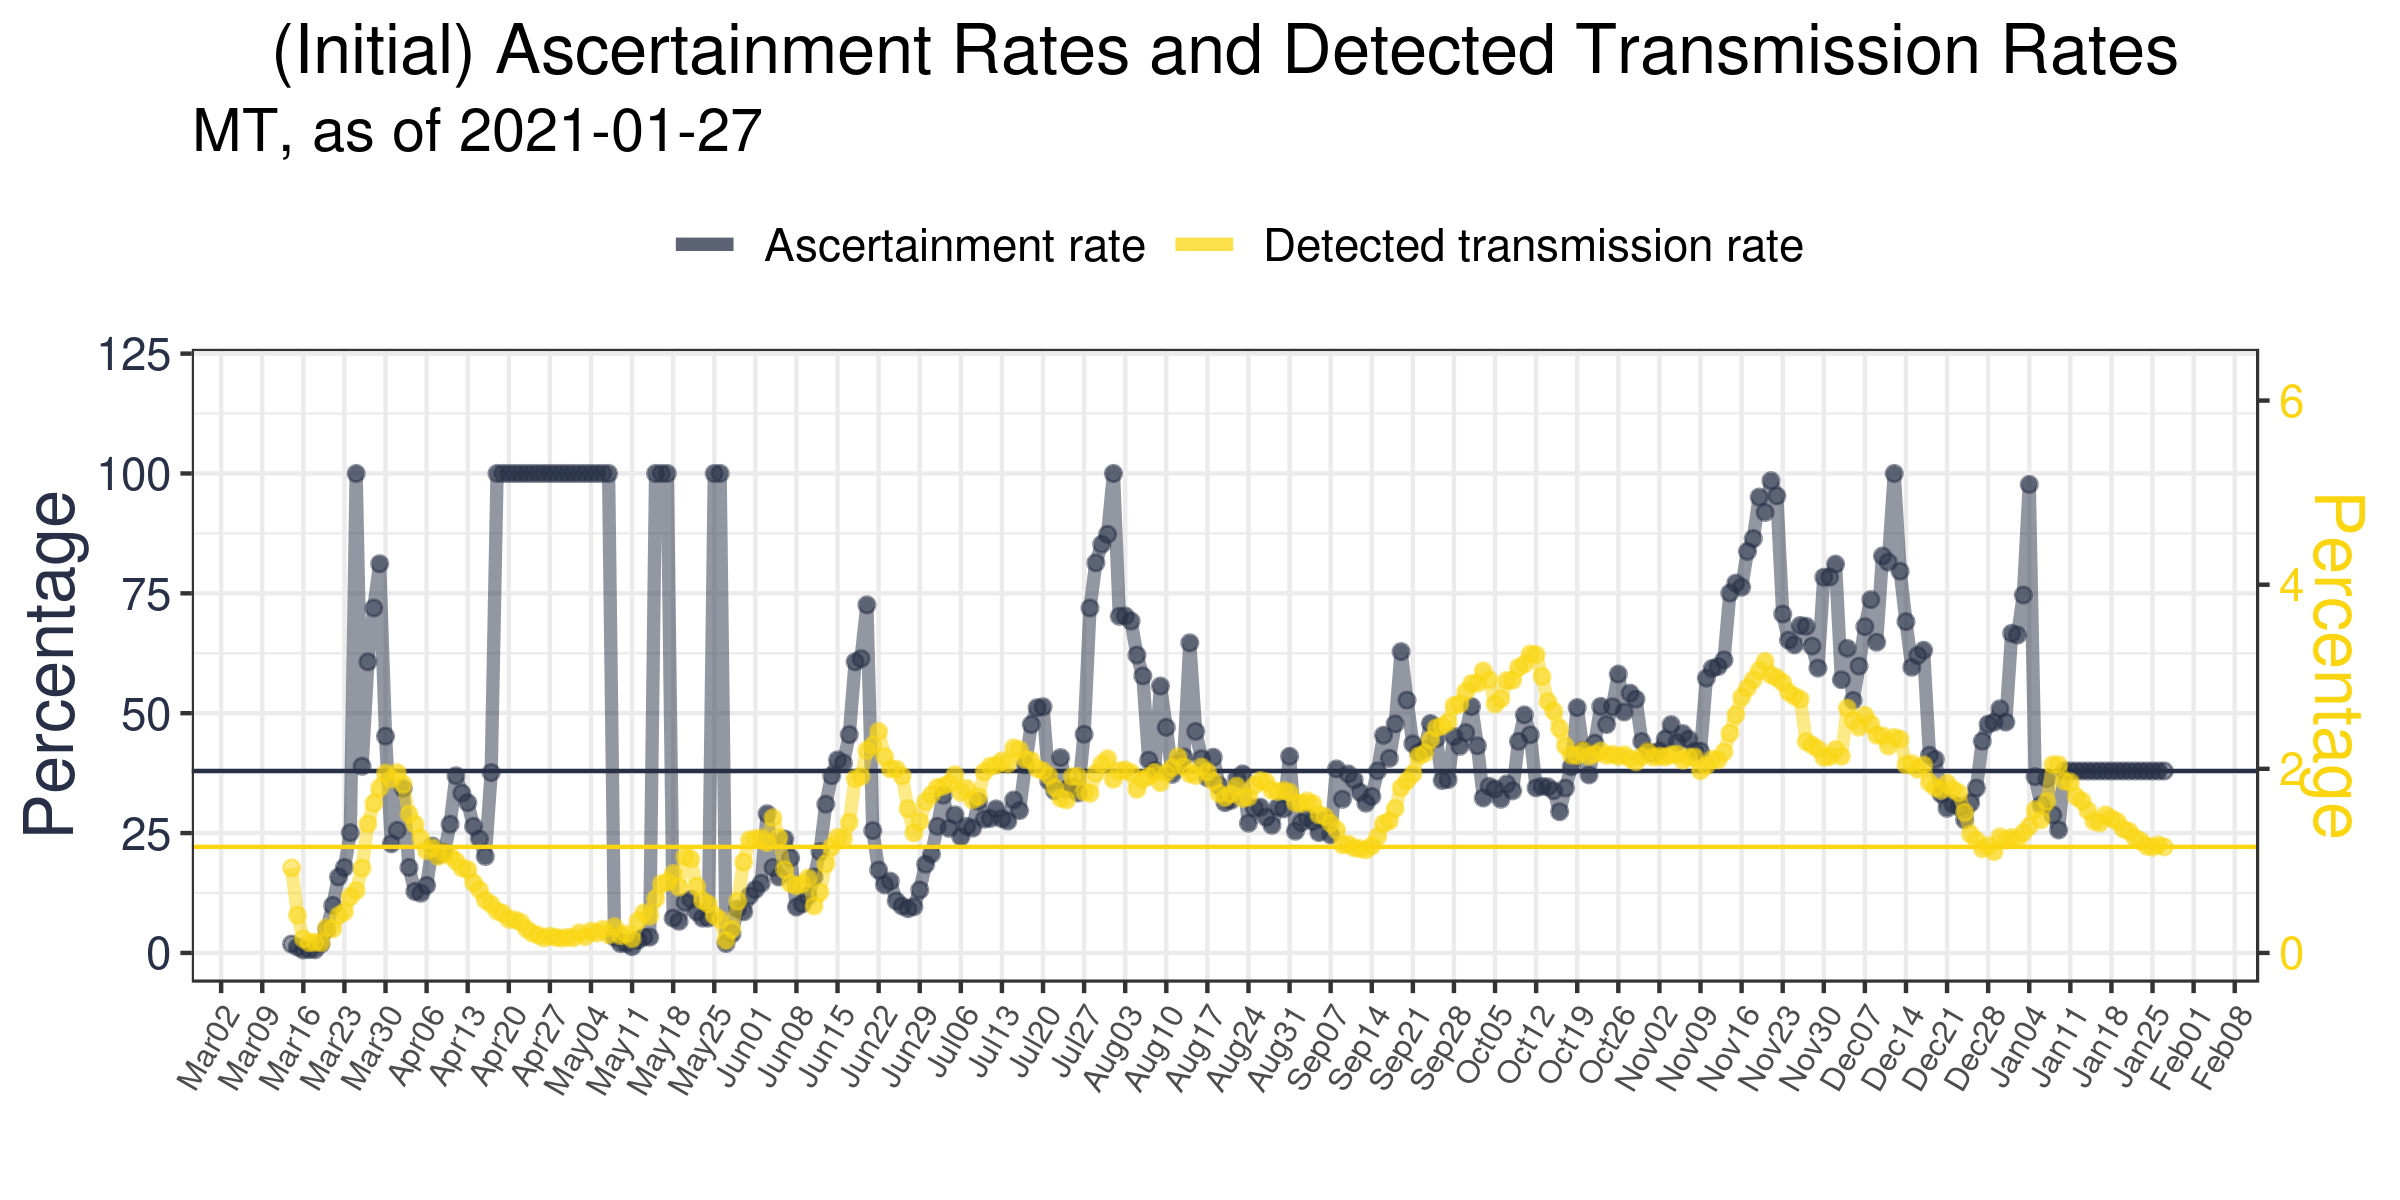 (Initial) Ascertainment Rates and Detected Transmission Rates
MT, as of 2021-01-27
Ascertainment rate
Detected transmission rate
125
100
75
50
25
0
Percentage
6
4
2
0
Percentage
Mar02
Mar09
Mar16
Mar23
Mar30
Apr06
Apr13
Apr20
Apr27
May04
May11
May18
May25
Jun01
Jun08
Jun15
Jun22
Jun29
Jul06
Jul13
Jul20
Jul27
Aug03
Aug10
Aug17
Aug24
Aug31
Sep07
Sep14
Sep21
Sep28
Oct05
Oct12
Oct19
Oct26
Nov02
Nov09
Nov16
Nov23
Nov30
Dec07
Dec14
Dec21
Dec28
Jan04
Jan11
Jan18
Jan25
Feb01
Feb08